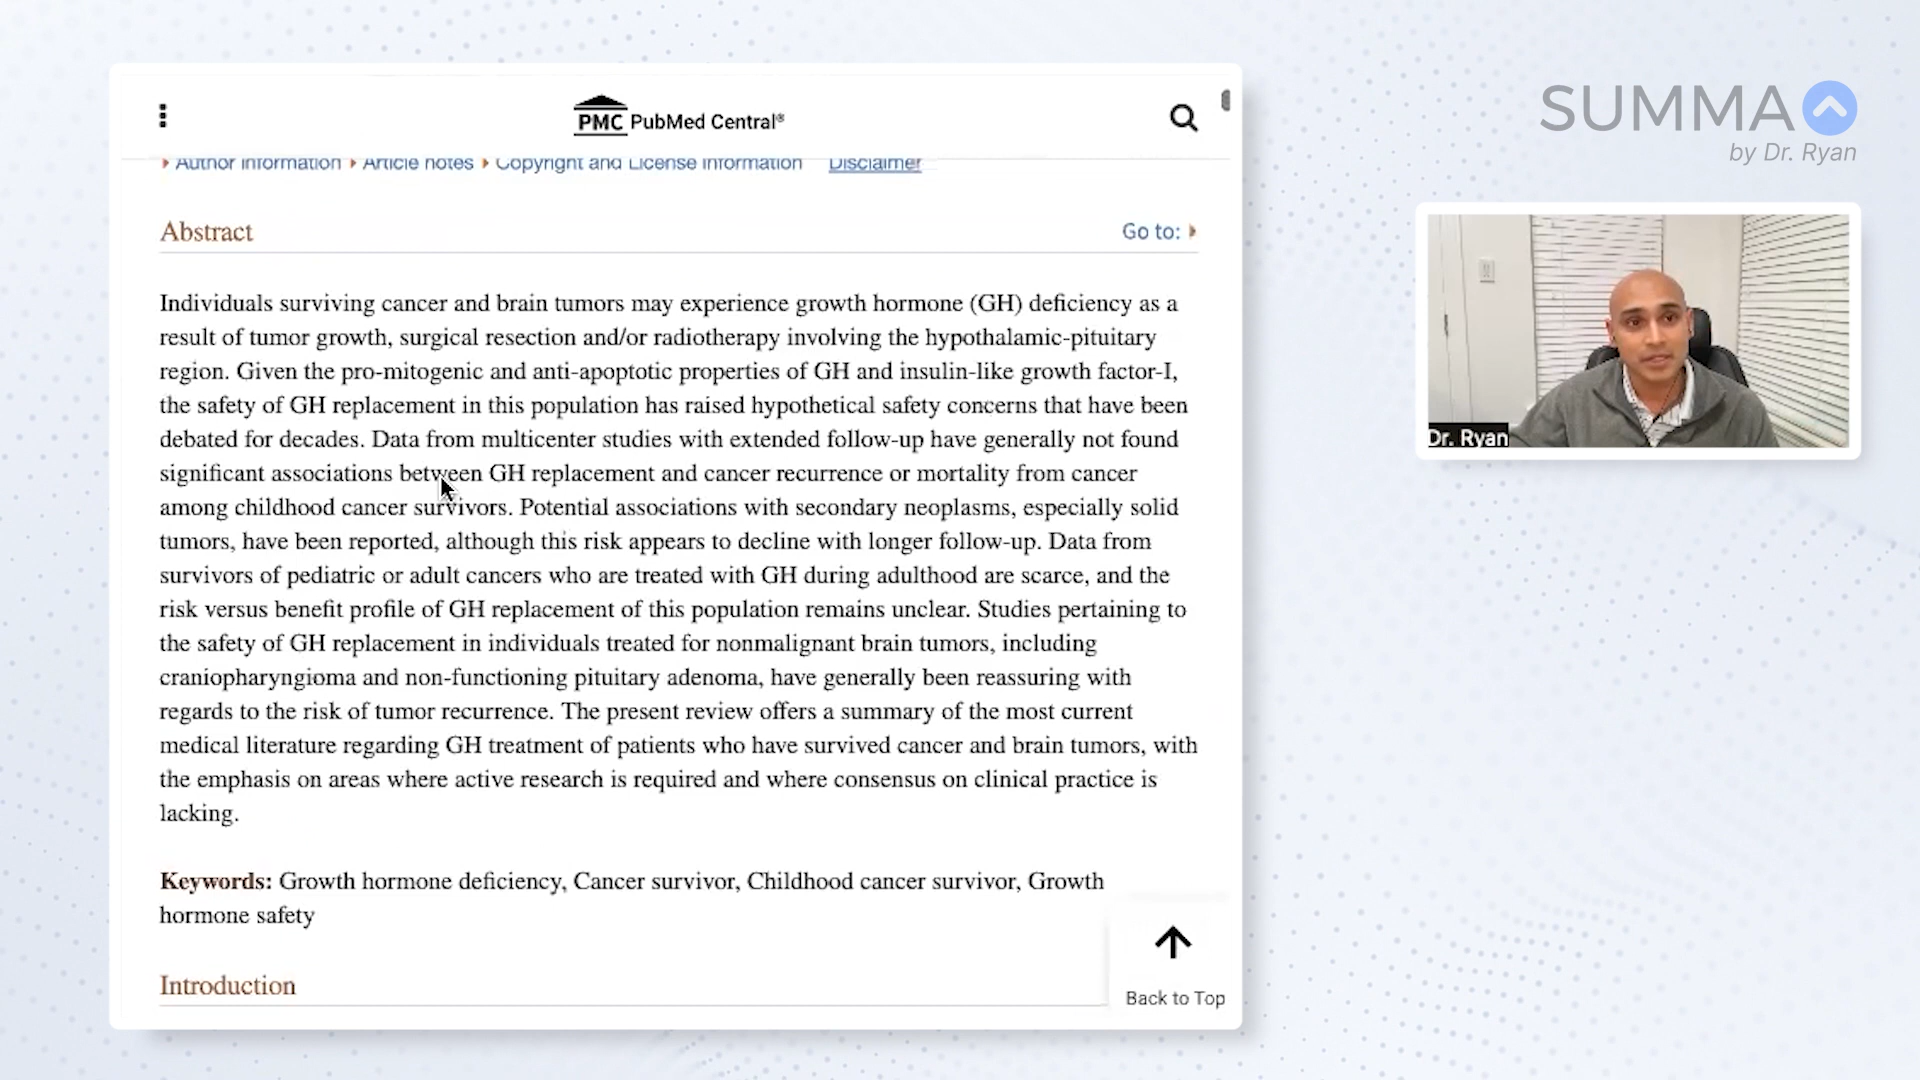 PMC PubMed Central®
SUMMA
by Dr. Ryan
Author information Article notes Copyright and License information Disclaimer
Abstract
Go to:
Individuals surviving cancer and brain tumors may experience growth hormone (GH) deficiency as a
result of tumor growth, surgical resection and/or radiotherapy involving the hypothalamic-pituitary
region. Given the pro-mitogenic and anti-apoptotic properties of GH and insulin-like growth factor-I,
the safety of GH replacement in this population has raised hypothetical safety concerns that have been
debated for decades. Data from multicenter studies with extended follow-up have generally not found
significant associations between GH replacement and cancer recurrence or mortality from cancer
among childhood cancer survivors. Potential associations with secondary neoplasms, especially solid
tumors, have been reported, although this risk appears to decline with longer follow-up. Data from
survivors of pediatric or adult cancers who are treated with GH during adulthood are scarce, and the
risk versus benefit profile of GH replacement of this population remains unclear. Studies pertaining to
the safety of GH replacement in individuals treated for nonmalignant brain tumors, including
craniopharyngioma and non-functioning pituitary adenoma, have generally been reassuring with
regards to the risk of tumor recurrence. The present review offers a summary of the most current
medical literature regarding GH treatment of patients who have survived cancer and brain tumors, with
the emphasis on areas where active research is required and where consensus on clinical practice is
lacking.
Keywords: Growth hormone deficiency, Cancer survivor, Childhood cancer survivor, Growth
hormone safety
Introduction
Back to Top
Dr. Ryan